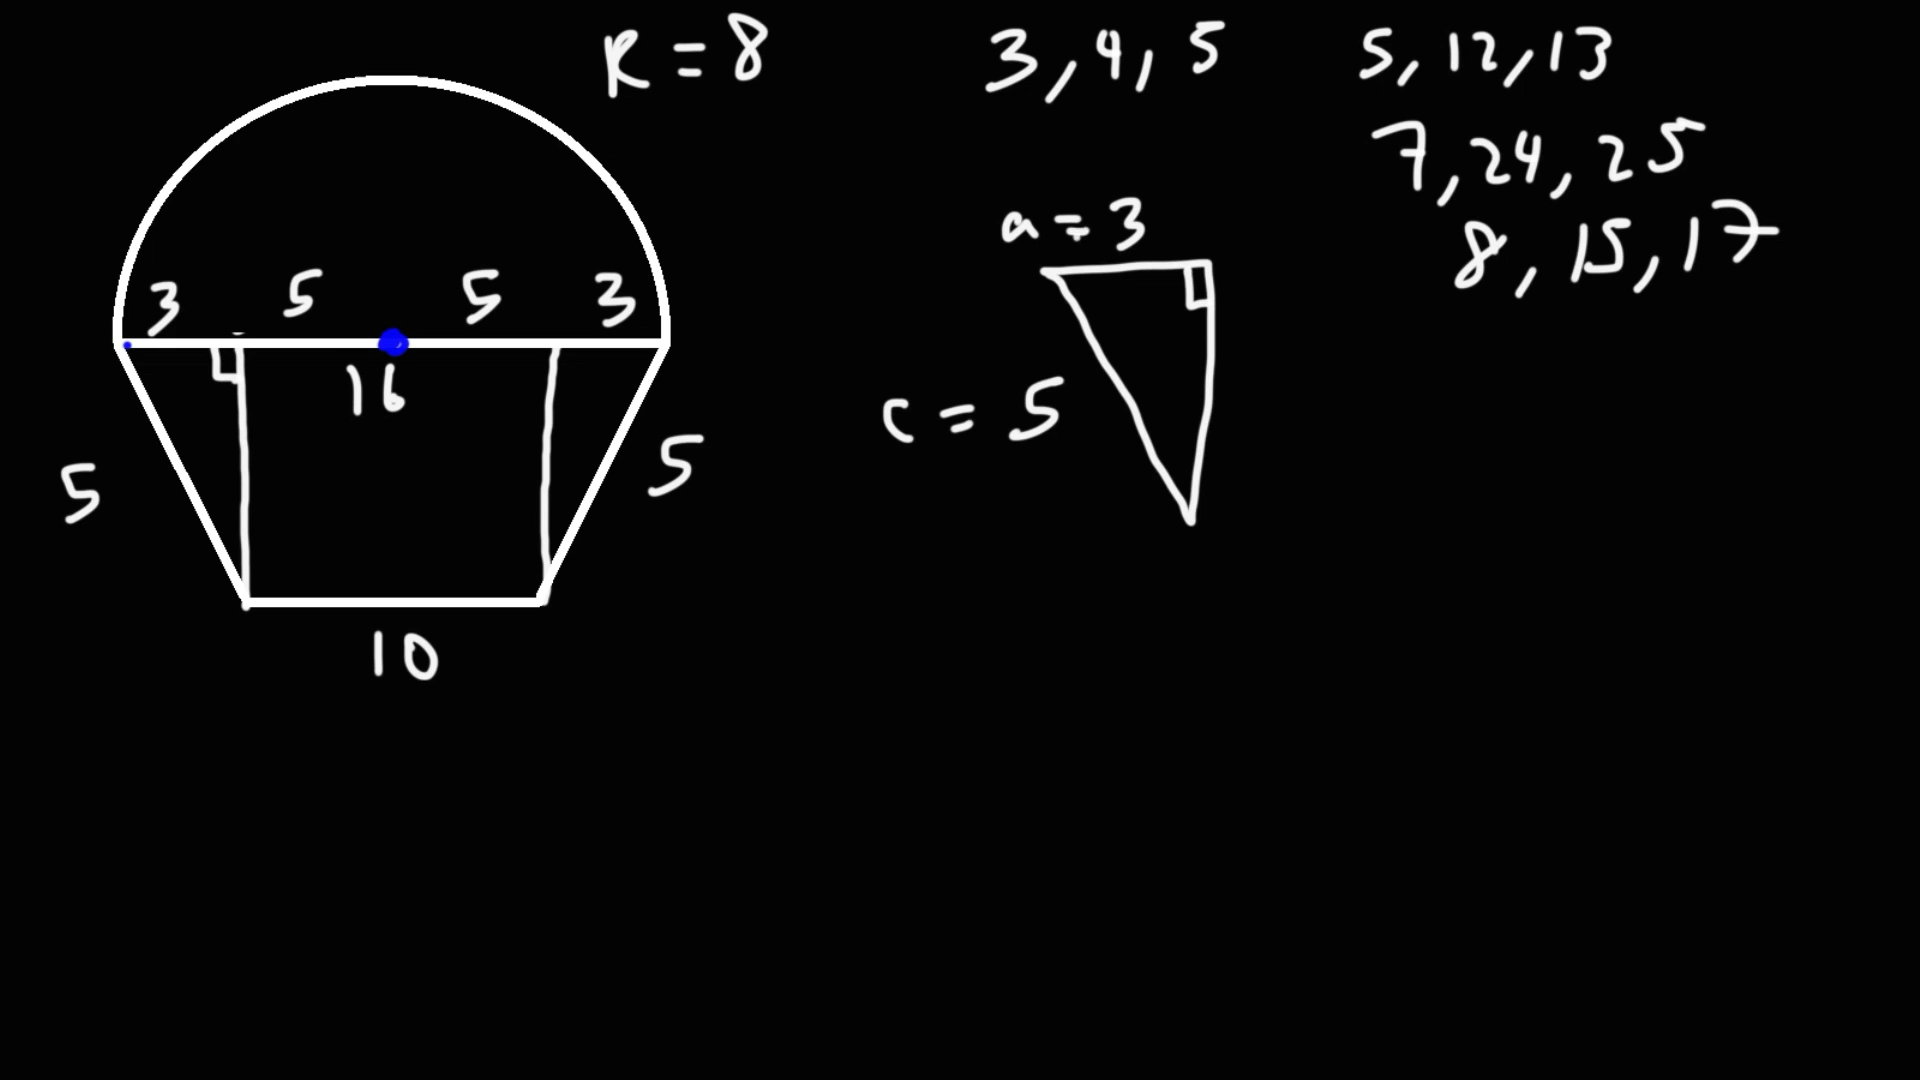 R = 8
3, 4, 5
5, 12, 13
7, 24, 25
8, 15, 17
a = 3
3 5 5 3
16
c = 5
5 5
10